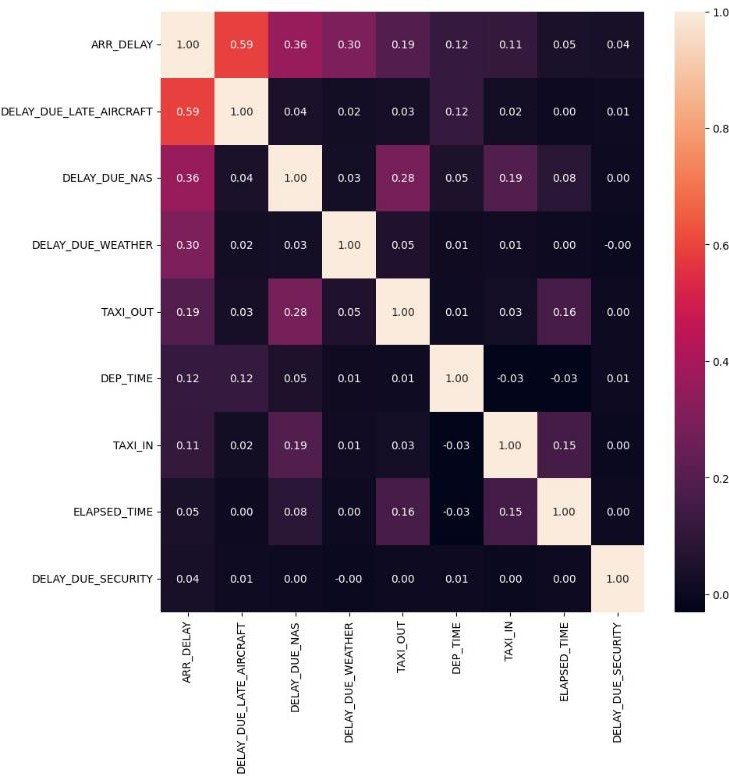 ARR_DELAY 1.00 0.59 0.36 0.30 0.19 0.12 0.11 0.05 0.04
DELAY_DUE_LATE_AIRCRAFT 0.59 1.00 0.04 0.02 0.03 0.12 0.02 0.00 0.01
DELAY_DUE_NAS 0.36 0.04 1.00 0.03 0.28 0.05 0.19 0.08 0.00
DELAY_DUE_WEATHER 0.30 0.02 0.03 1.00 0.05 0.01 0.01 0.00 -0.00
TAXI_OUT 0.19 0.03 0.28 0.05 1.00 0.01 0.03 0.16 0.00
DEP_TIME 0.12 0.12 0.05 0.01 0.01 1.00 -0.03 -0.03 0.01
TAXI_IN 0.11 0.02 0.19 0.01 0.03 -0.03 1.00 0.15 0.00
ELAPSED_TIME 0.05 0.00 0.08 0.00 0.16 -0.03 0.15 1.00 0.00
DELAY_DUE_SECURITY 0.04 0.01 0.00 -0.00 0.00 0.01 0.00 0.00 1.00
ARR_DELAY
DELAY_DUE_LATE_AIRCRAFT
DELAY_DUE_NAS
DELAY_DUE_WEATHER
TAXI_OUT
DEP_TIME
TAXI_IN
ELAPSED_TIME
DELAY_DUE_SECURITY
1.0
0.8
0.6
0.4
0.2
0.0